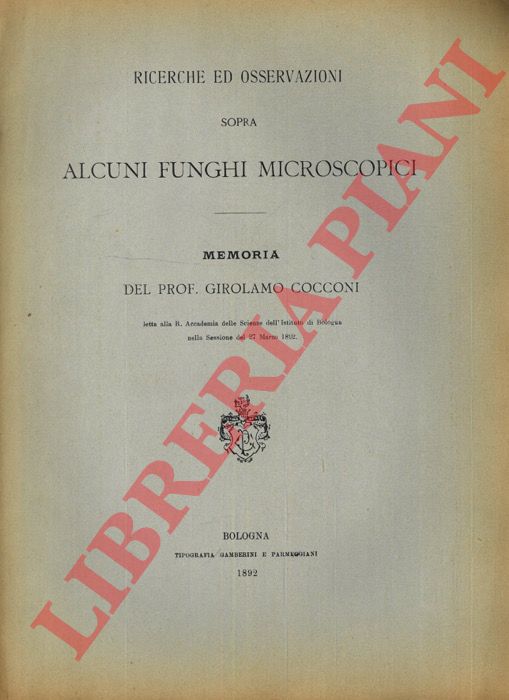 RICERCHE ED OSSERVAZIONI
SOPRA
ALCUNI FUNGHI MICROSCOPICI
MEMORIA
DEL PROF. GIROLAMO COCCONI
letta alla R. Accademia delle Scienze dell'Istituto di Bologna
nella Sessione del 27 Marzo 1892.
BOLOGNA
TIPOGRAFIA GAMBERINI E PARMEGGIANI
1892
LIBRERIA PIANI